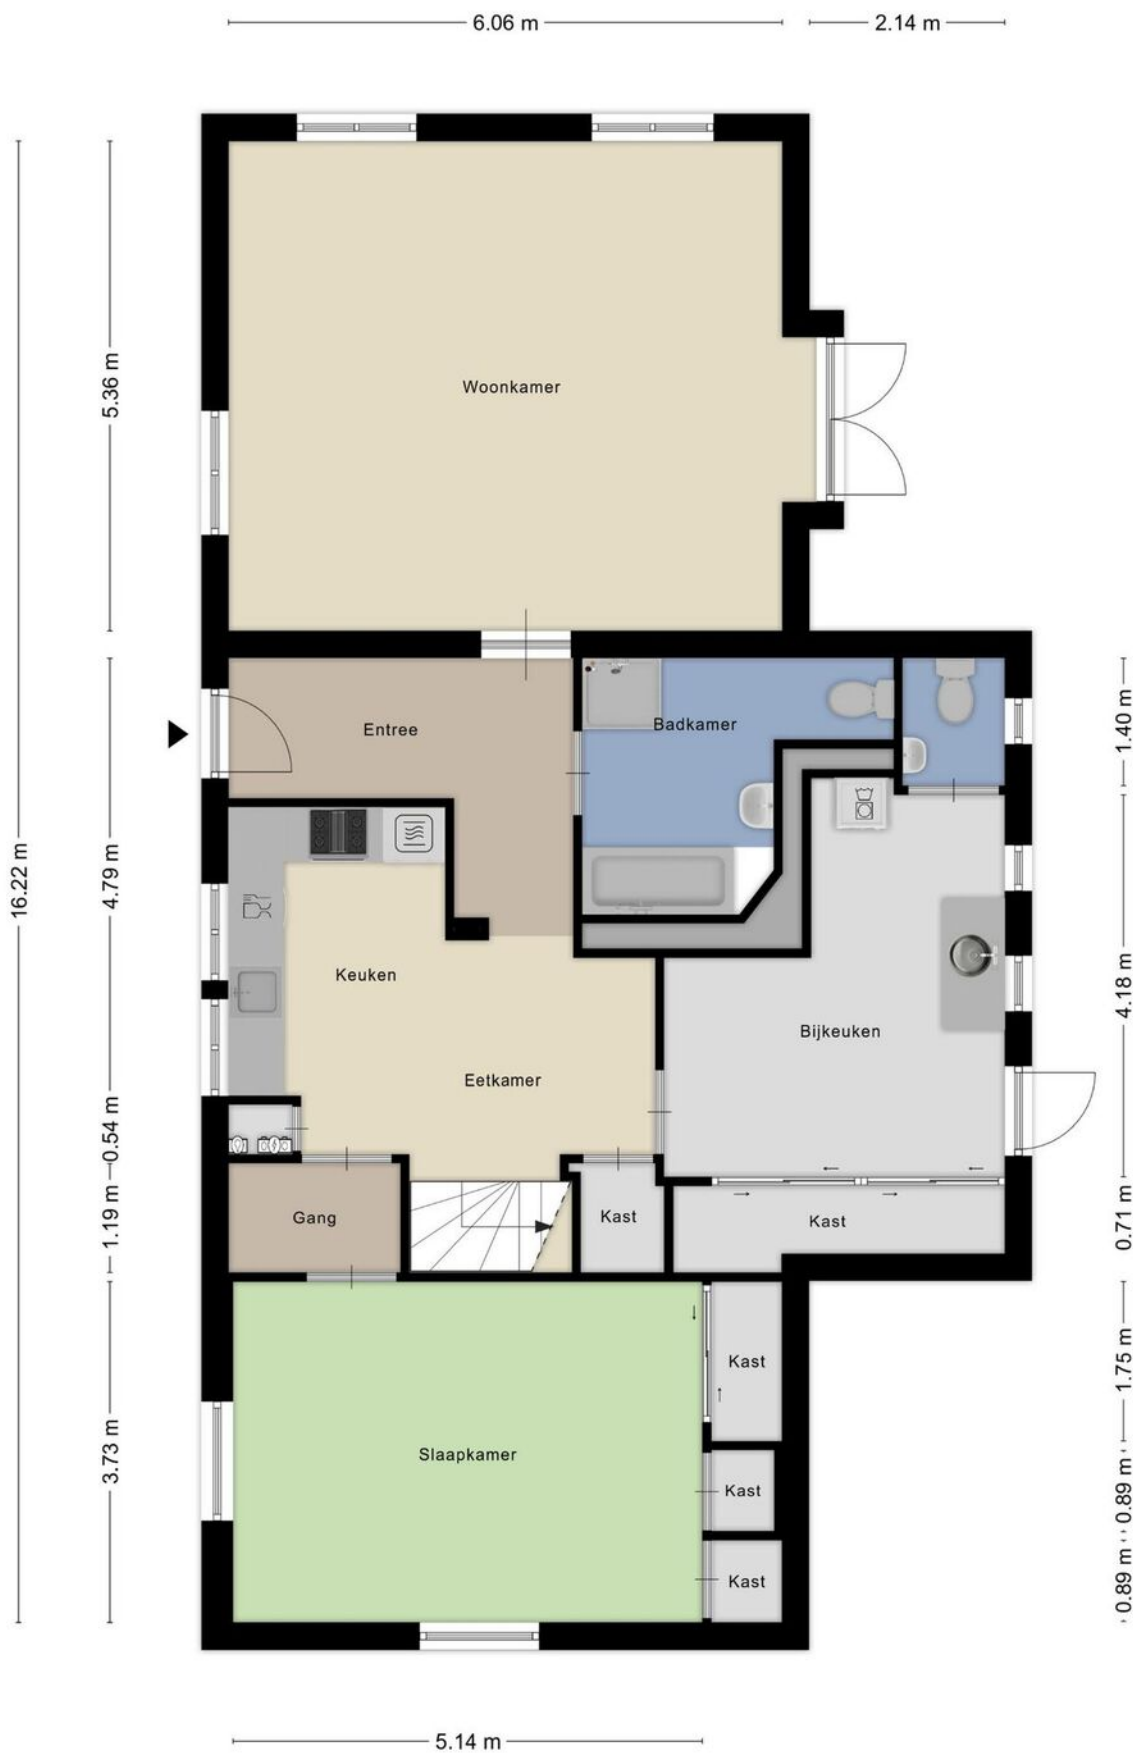 6.06 m
2.14 m
16.22 m
5.36 m
4.79 m
0.54 m
1.19 m
3.73 m
Woonkamer
Entree
Badkamer
Keuken
Eetkamer
Bijkeuken
Gang
Kast
Kast
Slaapkamer
Kast
Kast
Kast
1.40 m
4.18 m
0.71 m
1.75 m
0.89 m
0.89 m
5.14 m